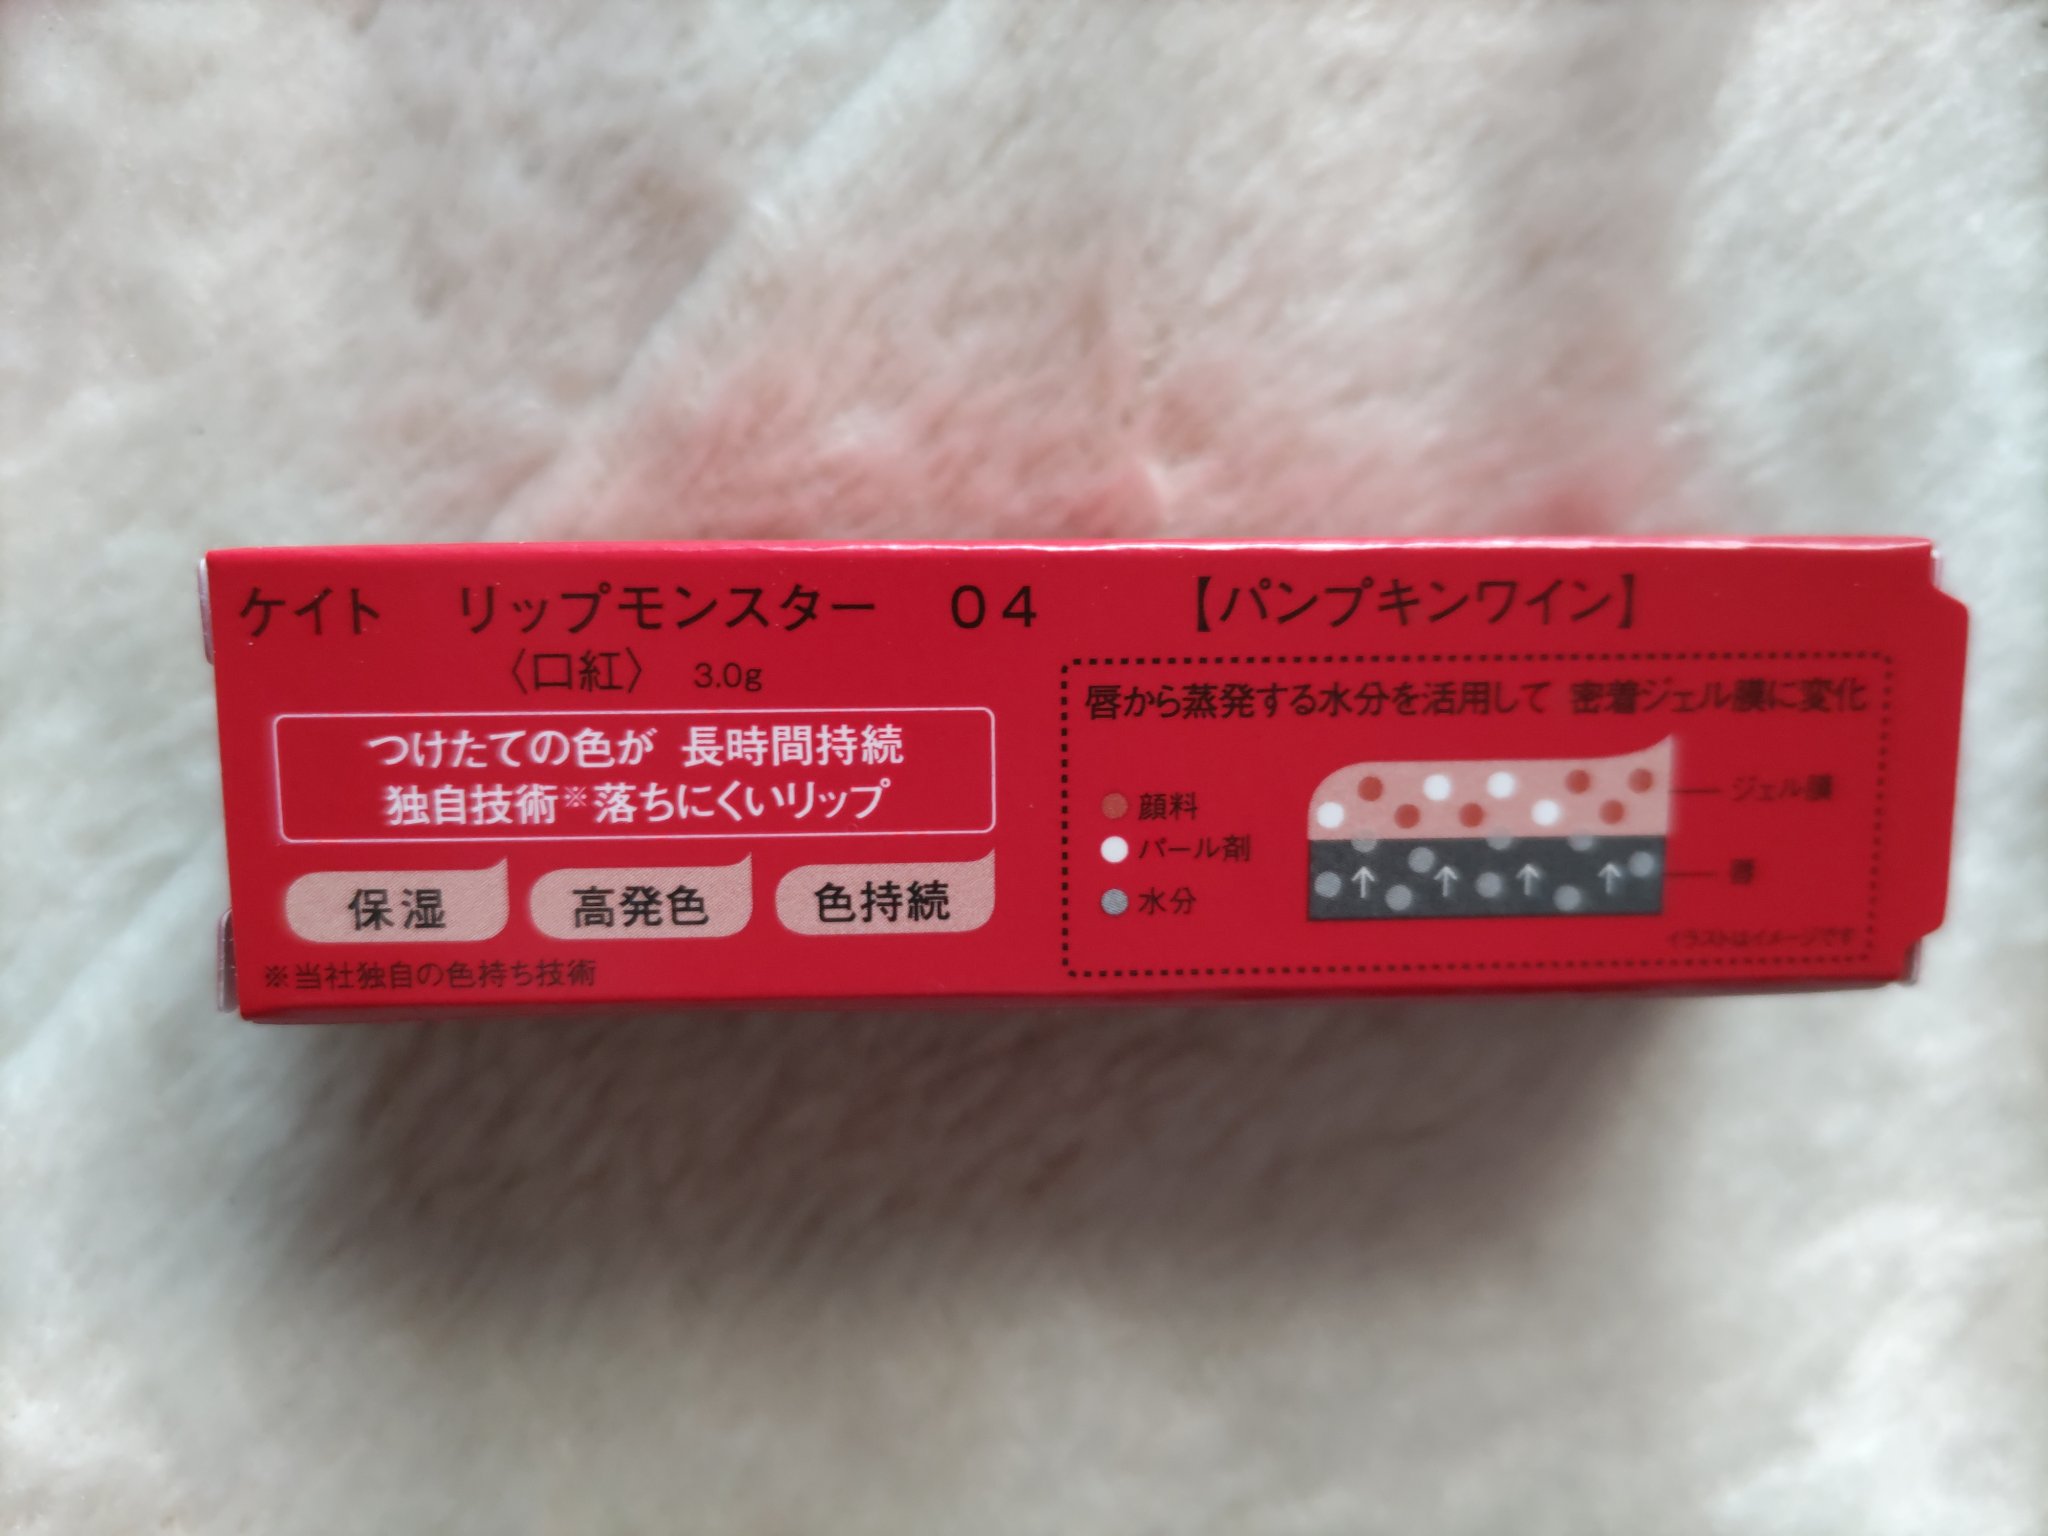 ケイト リップモンスター 04 【パンプキンワイン】
〈口紅〉 3.0g
つけたての色が 長時間持続
独自技術※落ちにくいリップ
保湿 高発色 色持続
※当社独自の色持ち技術
唇から蒸発する水分を活用して 密着ジェル膜に変化
顔料
パール剤
水分
ジェル膜
唇
イラストはイメージです